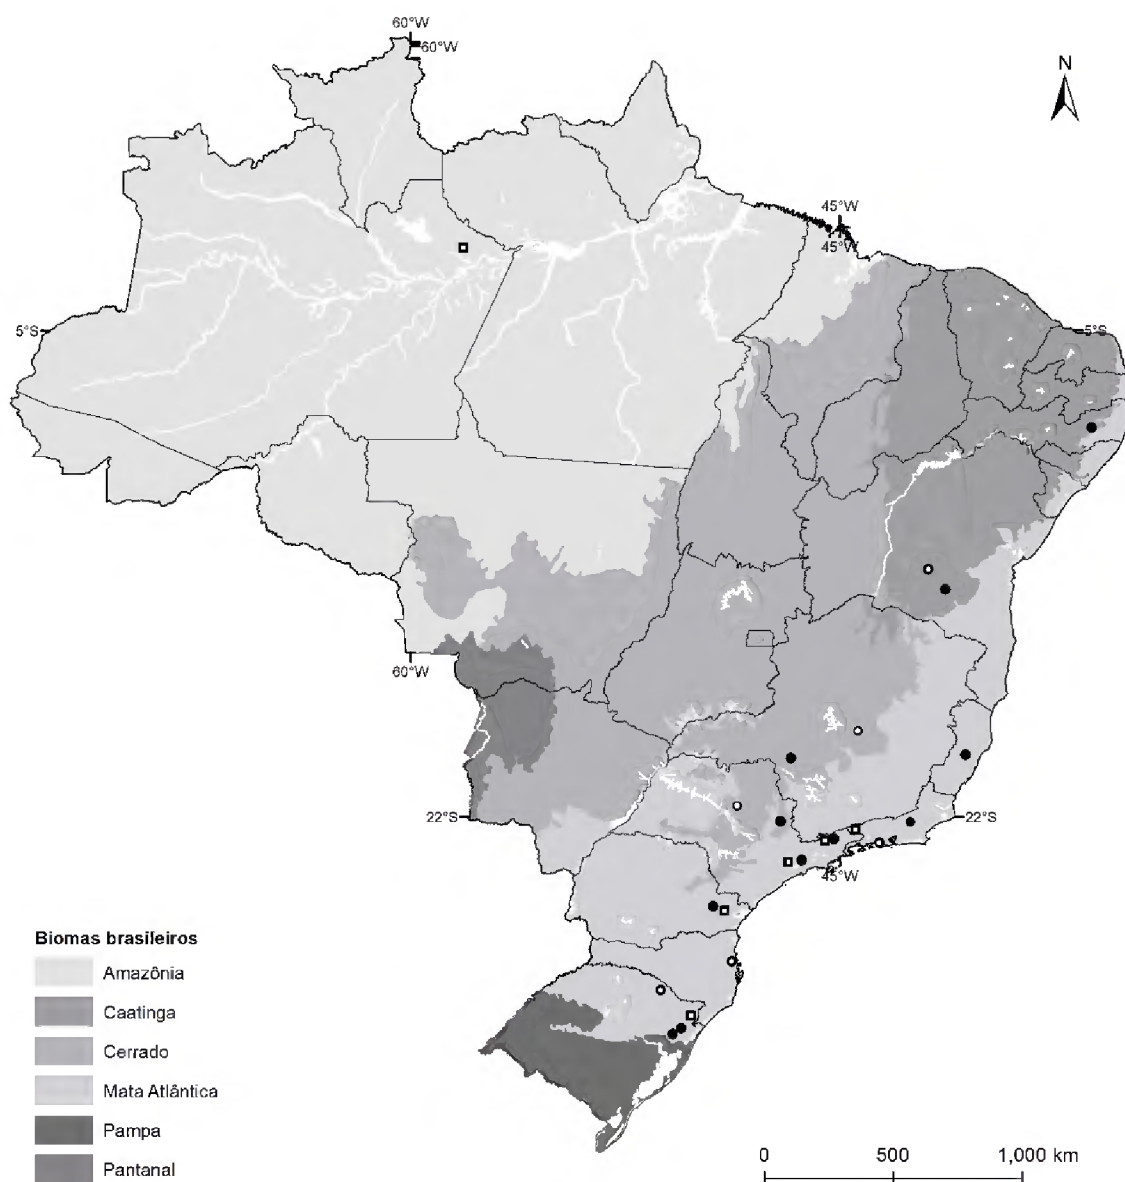 60°W
60°W
N
45°W
45°W
5°S
5°S
60°W
22°S
22°S
45°W
Biomas brasileiros
Amazônia
Caatinga
Cerrado
Mata Atlântica
Pampa
Pantanal
0 500 1,000 km